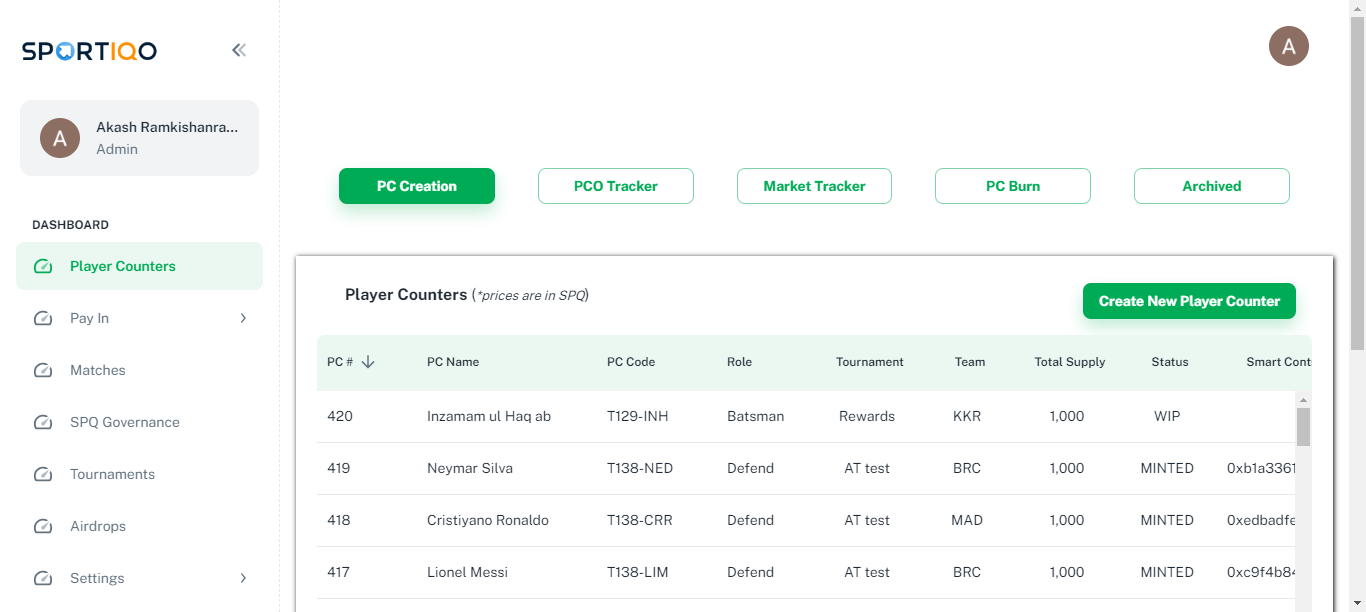 SPORTIQO
A
A
Akash Ramkishanra...
Admin
PC Creation
PCO Tracker
Market Tracker
PC Burn
Archived
DASHBOARD
Player Counters
Pay In
Matches
SPQ Governance
Tournaments
Airdrops
Settings
Player Counters (*prices are in SPQ)
Create New Player Counter
PC # PC Name PC Code Role Tournament Team Total Supply Status Smart Cont
420 Inzamam ul Haq ab T129-INH Batsman Rewards KKR 1,000 WIP
419 Neymar Silva T138-NED Defend AT test BRC 1,000 MINTED 0xb1a3361
418 Cristiyano Ronaldo T138-CRR Defend AT test MAD 1,000 MINTED 0xedbadfe
417 Lionel Messi T138-LIM Defend AT test BRC 1,000 MINTED 0xc9f4b84